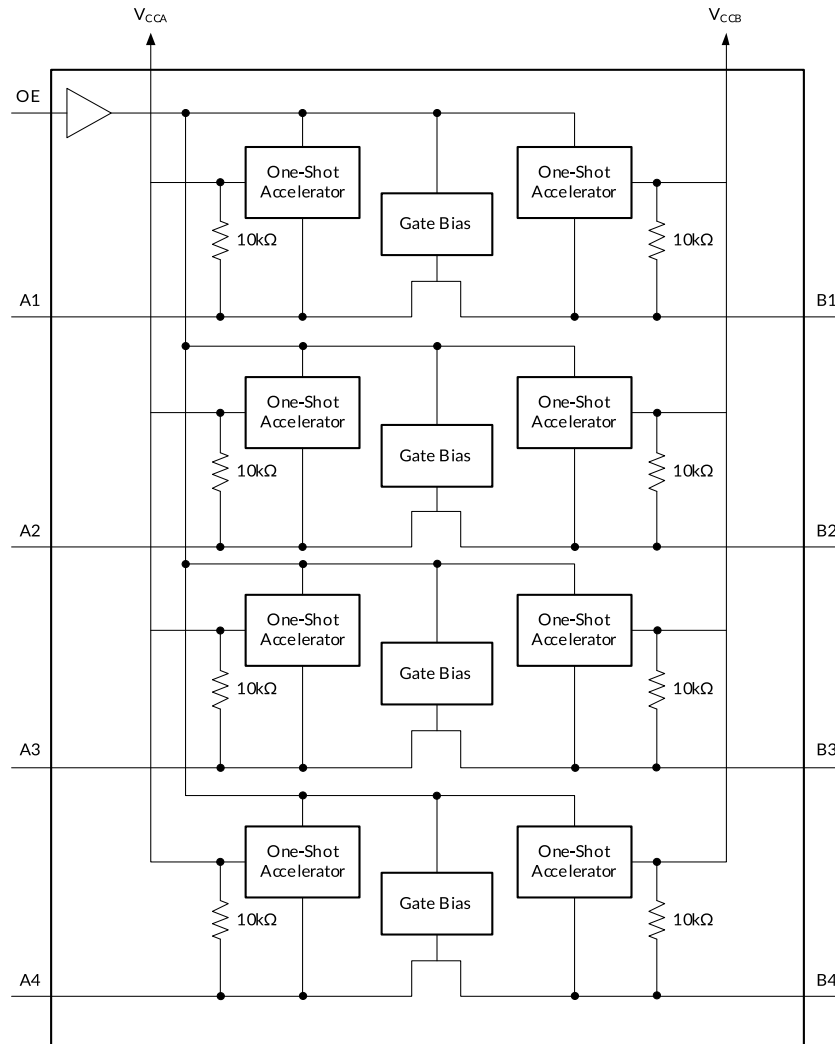 VCCA VCCB
OE
One-Shot
Accelerator
One-Shot
Accelerator
Gate Bias
10kΩ
10kΩ
A1
B1
One-Shot
Accelerator
One-Shot
Accelerator
Gate Bias
10kΩ
10kΩ
A2
B2
One-Shot
Accelerator
One-Shot
Accelerator
Gate Bias
10kΩ
10kΩ
A3
B3
One-Shot
Accelerator
One-Shot
Accelerator
Gate Bias
10kΩ
10kΩ
A4
B4